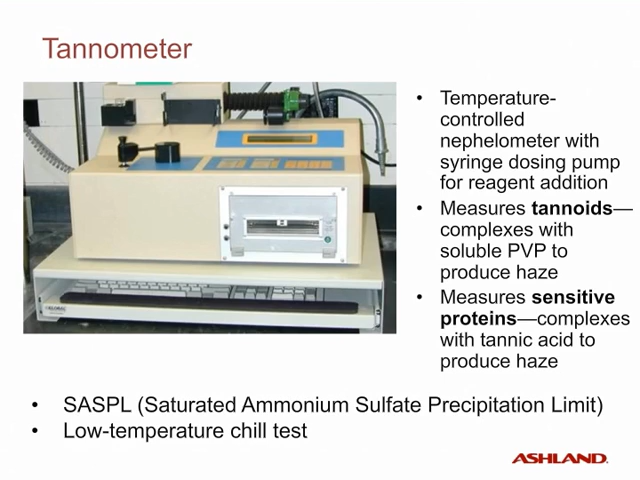 Tannometer
• Temperature-
controlled
nephelometer with
syringe dosing pump
for reagent addition
• Measures tannoids—
complexes with
soluble PVP to
produce haze
• Measures sensitive
proteins—complexes
with tannic acid to
produce haze
• SASPL (Saturated Ammonium Sulfate Precipitation Limit)
• Low-temperature chill test
ASHLAND.